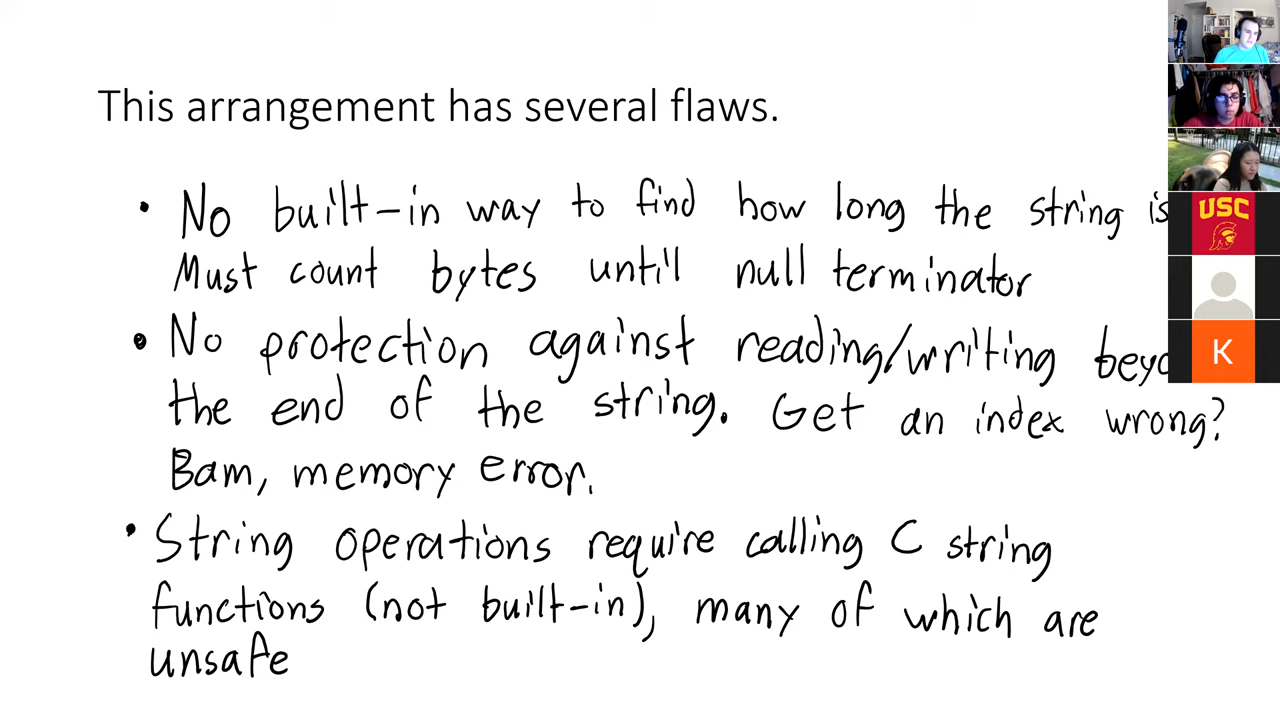 This arrangement has several flaws.
• No built-in way to find how long the string is
Must count bytes until null terminator
• No protection against reading/writing
the end of the string. Get an index wrong?
Bam, memory error.
• String operations require calling C string
functions (not built-in), many of which are
unsafe
USC
K